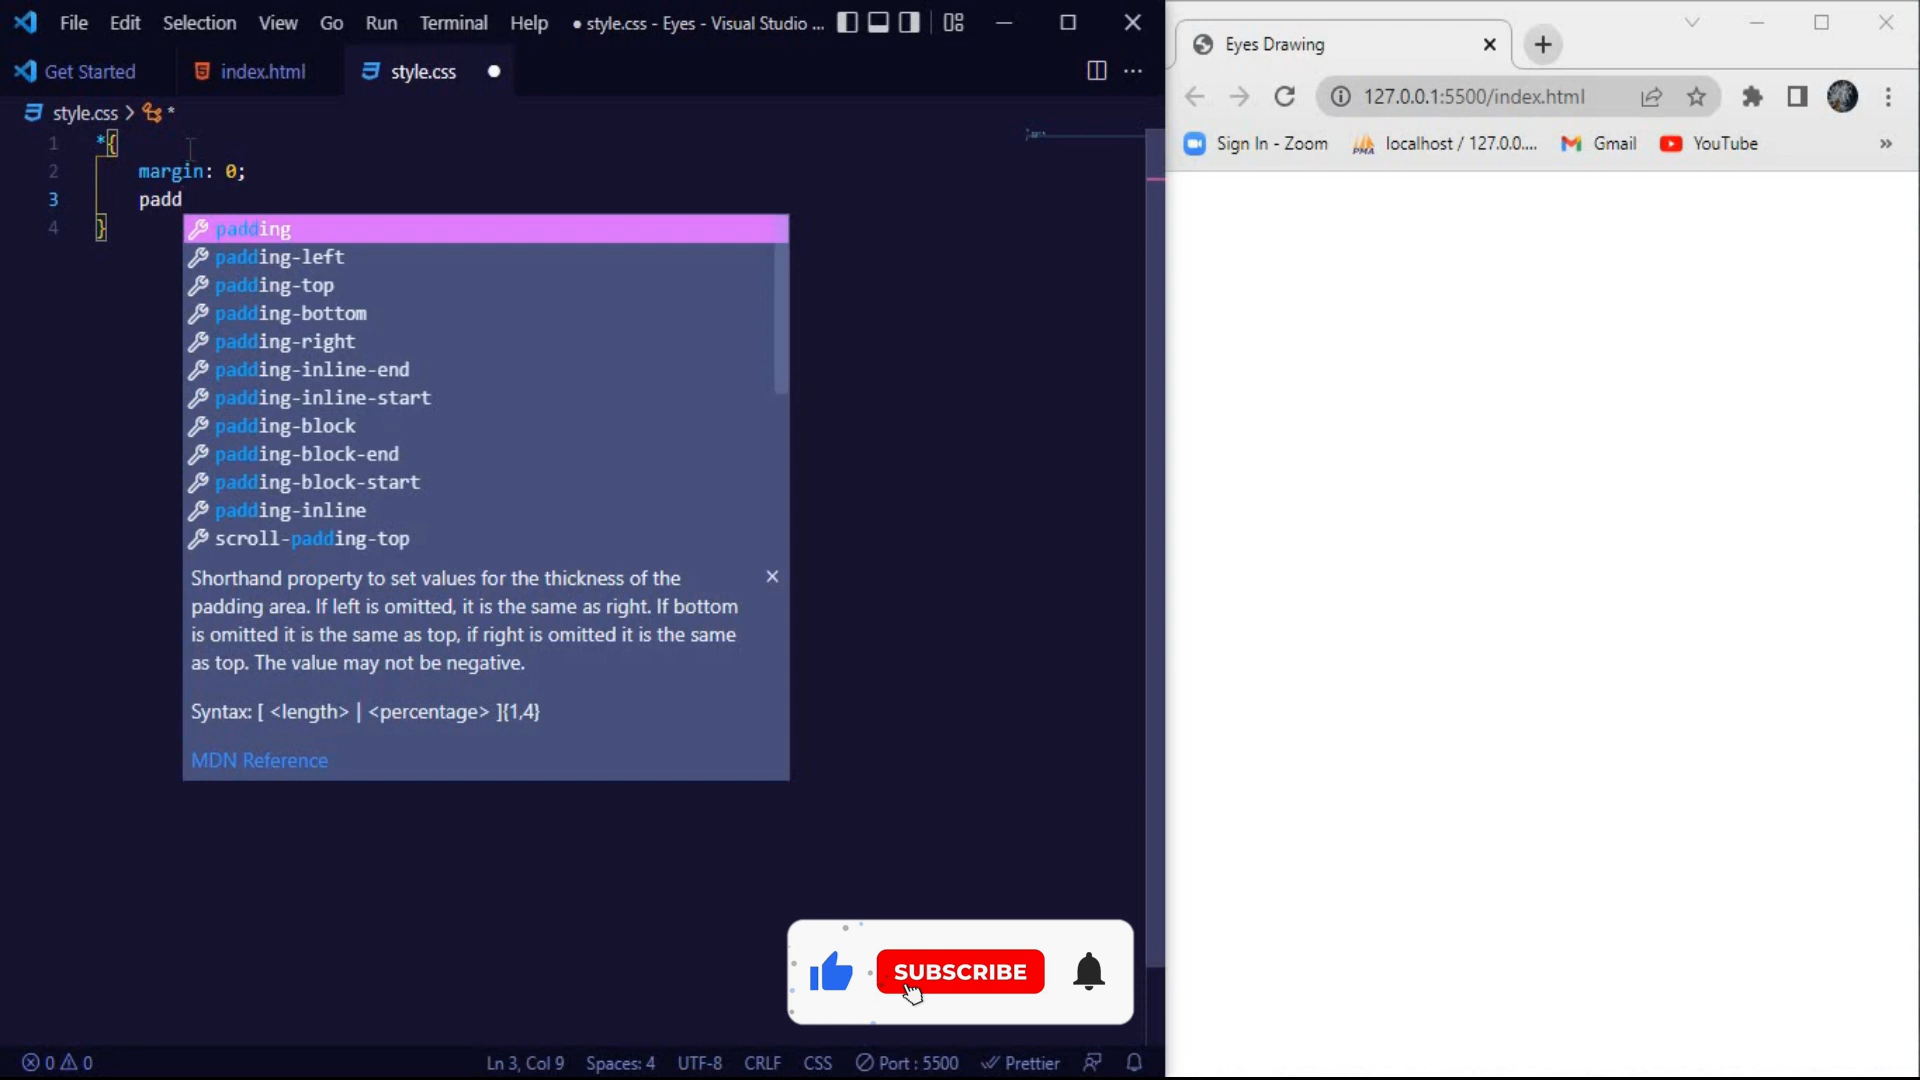 File Edit Selection View Go Run Terminal Help ● style.css - Eyes - Visual Studio ...
Get Started index.html style.css ●
style.css > *
1 *{
2 margin: 0;
3 padd
4 }
padding
padding-left
padding-top
padding-bottom
padding-right
padding-inline-end
padding-inline-start
padding-block
padding-block-end
padding-block-start
padding-inline
scroll-padding-top
Shorthand property to set values for the thickness of the
padding area. If left is omitted, it is the same as right. If bottom
is omitted it is the same as top, if right is omitted it is the same
as top. The value may not be negative.
Syntax: [ <length> | <percentage> ]{1,4}
MDN Reference
SUBSCRIBE
0 0 Ln 3, Col 9 Spaces: 4 UTF-8 CRLF CSS Port : 5500 Prettier
Eyes Drawing
127.0.0.1:5500/index.html
Sign In - Zoom PMA localhost / 127.0.0.... Gmail YouTube »